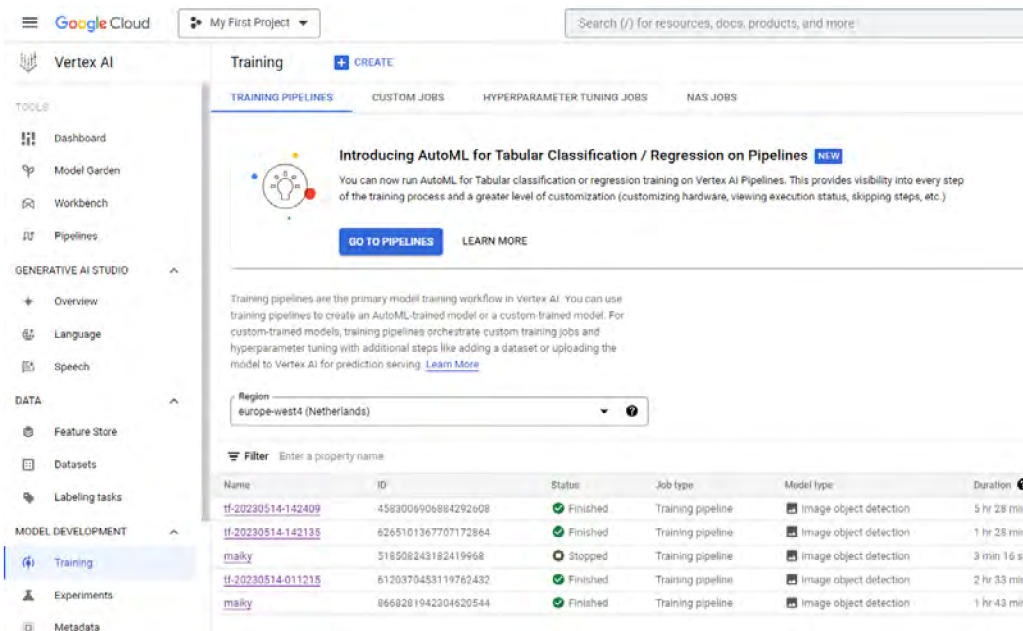 Google Cloud
My First Project
Search (/) for resources, docs, products, and more
Vertex AI
Training
CREATE
TOOLS
Dashboard
Model Garden
Workbench
Pipelines
GENERATIVE AI STUDIO
Overview
Language
Speech
DATA
Feature Store
Datasets
Labeling tasks
MODEL DEVELOPMENT
Training
Experiments
Metadata
TRAINING PIPELINES CUSTOM JOBS HYPERPARAMETER TUNING JOBS NAS JOBS
Introducing AutoML for Tabular Classification / Regression on Pipelines NEW
You can now run AutoML for Tabular classification or regression training on Vertex AI Pipelines. This provides visibility into every step
of the training process and a greater level of customization (customizing hardware, viewing execution status, skipping steps, etc.)
GO TO PIPELINES LEARN MORE
Training pipelines are the primary model training workflow in Vertex AI. You can use
training pipelines to create an AutoML-trained model or a custom-trained model. For
custom-trained models, training pipelines orchestrate custom training jobs and
hyperparameter tuning with additional steps like adding a dataset or uploading the
model to Vertex AI for prediction serving. Learn More
Region
europe-west4 (Netherlands)
Filter Enter a property name
Name ID Status Job type Model type Duration
tf-20230514-142409 4583006906884292608 Finished Training pipeline Image object detection 5 hr 28 min
tf-20230514-142135 6265101367707172864 Finished Training pipeline Image object detection 1 hr 28 min
maiky 518508243182419968 Stopped Training pipeline Image object detection 3 min 16 s
tf-20230514-011215 6120370453119762432 Finished Training pipeline Image object detection 2 hr 33 min
maiky 8668281942304620544 Finished Training pipeline Image object detection 1 hr 43 min